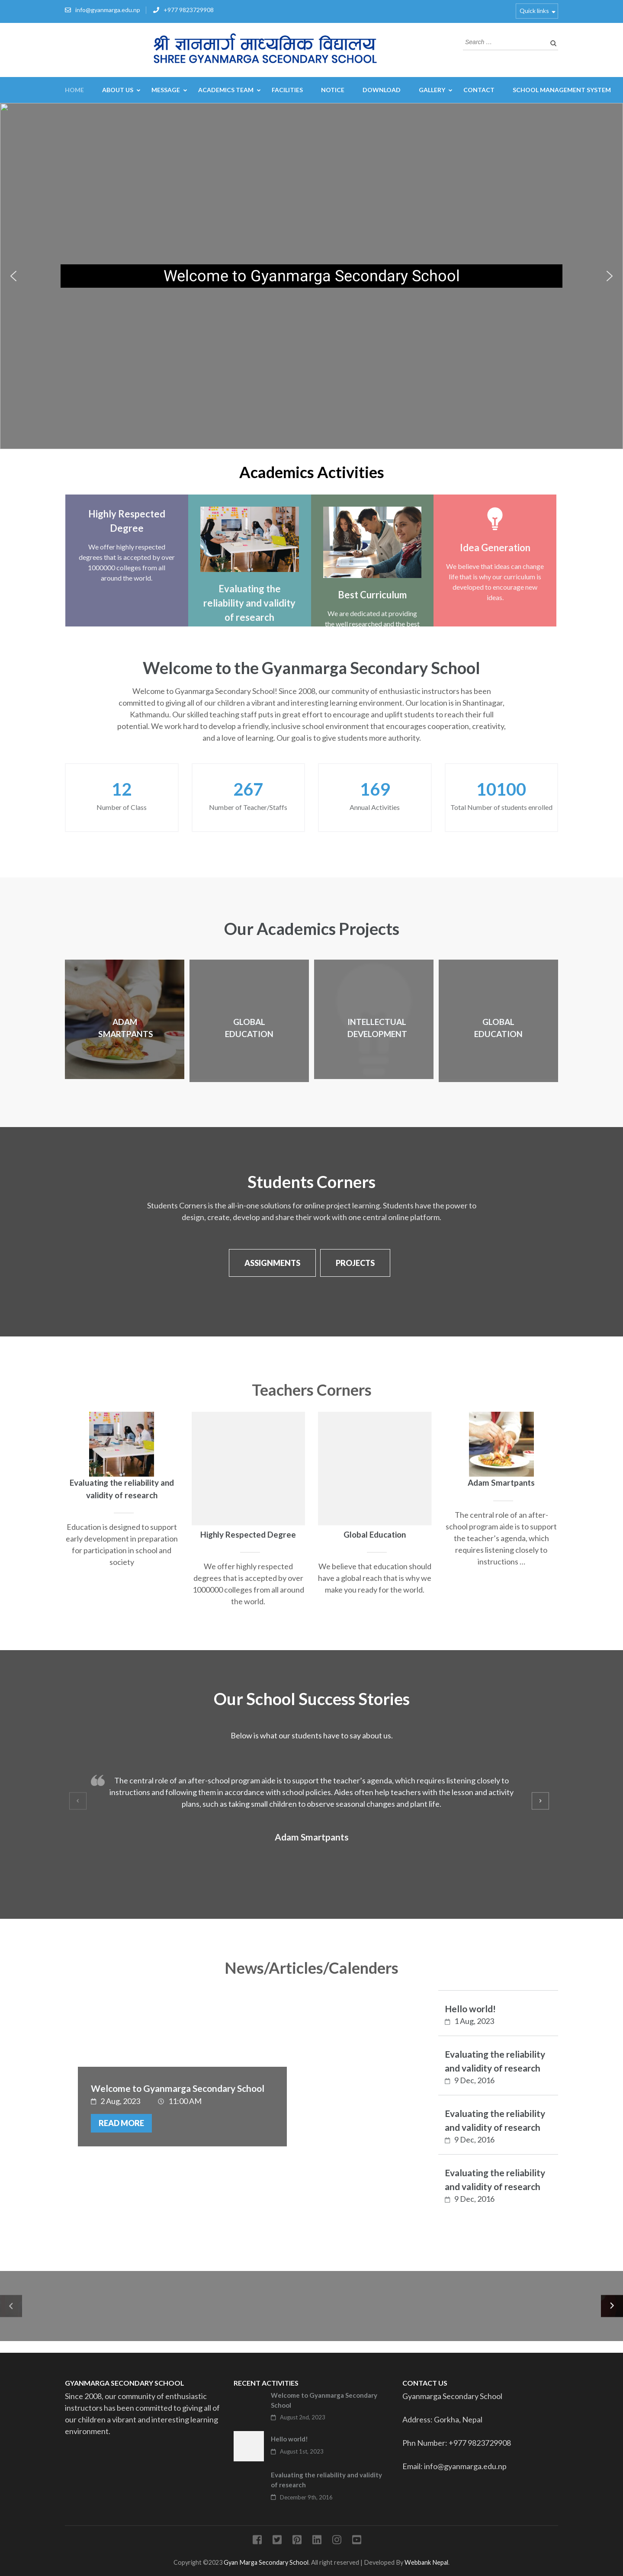 info@gyanmarga.edu.np +977 9823729908 Quick links
श्री ज्ञानमार्ग माध्यमिक विद्यालय
SHREE GYANMARGA SCEONDARY SCHOOL
Search …
HOME ABOUT US MESSAGE ACADEMICS TEAM FACILITIES NOTICE DOWNLOAD GALLERY CONTACT SCHOOL MANAGEMENT SYSTEM
Welcome to Gyanmarga Secondary School
Academics Activities
Highly Respected
Degree
We offer highly respected
degrees that is accepted by over
1000000 colleges from all
around the world.
Evaluating the
reliability and validity
of research
Best Curriculum
We are dedicated at providing
the well researched and the best
Idea Generation
We believe that ideas can change
life that is why our curriculum is
developed to encourage new
ideas.
Welcome to the Gyanmarga Secondary School
Welcome to Gyanmarga Secondary School! Since 2008, our community of enthusiastic instructors has been
committed to giving all of our children a vibrant and interesting learning environment. Our location is in Shantinagar,
Kathmandu. Our skilled teaching staff puts in great effort to encourage and uplift students to reach their full
potential. We work hard to develop a friendly, inclusive school environment that encourages cooperation, creativity,
and a love of learning. Our goal is to give students more authority.
12
Number of Class
267
Number of Teacher/Staffs
169
Annual Activities
10100
Total Number of students enrolled
Our Academics Projects
ADAM
SMARTPANTS
GLOBAL
EDUCATION
INTELLECTUAL
DEVELOPMENT
GLOBAL
EDUCATION
Students Corners
Students Corners is the all-in-one solutions for online project learning. Students have the power to
design, create, develop and share their work with one central online platform.
ASSIGNMENTS PROJECTS
Teachers Corners
Evaluating the reliability and
validity of research
Education is designed to support
early development in preparation
for participation in school and
society
Highly Respected Degree
We offer highly respected
degrees that is accepted by over
1000000 colleges from all around
the world.
Global Education
We believe that education should
have a global reach that is why we
make you ready for the world.
Adam Smartpants
The central role of an after-
school program aide is to support
the teacher's agenda, which
requires listening closely to
instructions …
Our School Success Stories
Below is what our students have to say about us.
The central role of an after-school program aide is to support the teacher's agenda, which requires listening closely to
instructions and following them in accordance with school policies. Aides often help teachers with the lesson and activity
plans, such as taking small children to observe seasonal changes and plant life.
Adam Smartpants
News/Articles/Calenders
Welcome to Gyanmarga Secondary School
2 Aug, 2023 11:00 AM
READ MORE
Hello world!
1 Aug, 2023
Evaluating the reliability
and validity of research
9 Dec, 2016
Evaluating the reliability
and validity of research
9 Dec, 2016
Evaluating the reliability
and validity of research
9 Dec, 2016
GYANMARGA SECONDARY SCHOOL
Since 2008, our community of enthusiastic
instructors has been committed to giving all of
our children a vibrant and interesting learning
environment.
RECENT ACTIVITIES
Welcome to Gyanmarga Secondary
School
August 2nd, 2023
Hello world!
August 1st, 2023
Evaluating the reliability and validity
of research
December 9th, 2016
CONTACT US
Gyanmarga Secondary School
Address: Gorkha, Nepal
Phn Number: +977 9823729908
Email: info@gyanmarga.edu.np
Copyright ©2023 Gyan Marga Secondary School. All right reserved | Developed By Webbank Nepal.